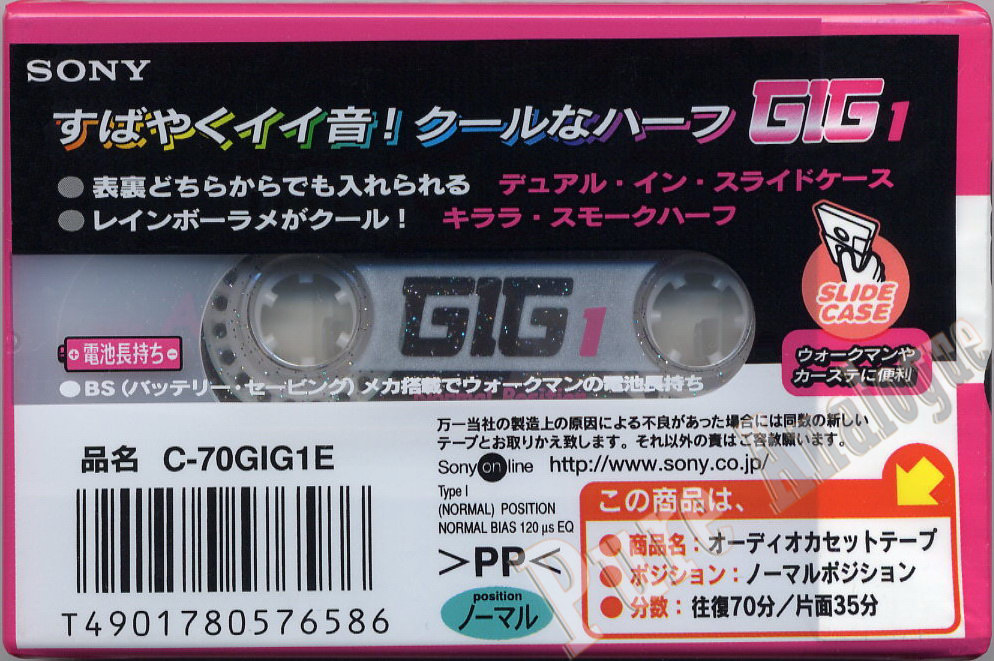 SONY
すばやくイイ音！クールなハーフ GIG 1
●表裏どちらからでも入れられる デュアル・イン・スライドケース
●レインボーラメがクール！ キララ・スモークハーフ
SLIDE
CASE
GIG 1
ウォークマンや
カーステに便利
+電池長持ち-
●BS（バッテリー・セービング）メカ搭載でウォークマンの電池長持ち
万一当社の製造上の原因による不良があった場合には同数の新しい
テープとお取りかえ致します。それ以外の責はご容赦願います。
品名 C-70GIG1E
Sony on line http://www.sony.co.jp/
Type I
(NORMAL) POSITION
NORMAL BIAS 120 μs EQ
>PP<
position
ノーマル
T4901780576586
この商品は、
●商品名：オーディオカセットテープ
●ポジション：ノーマルポジション
●分数：往復70分／片面35分
Pure Analogue